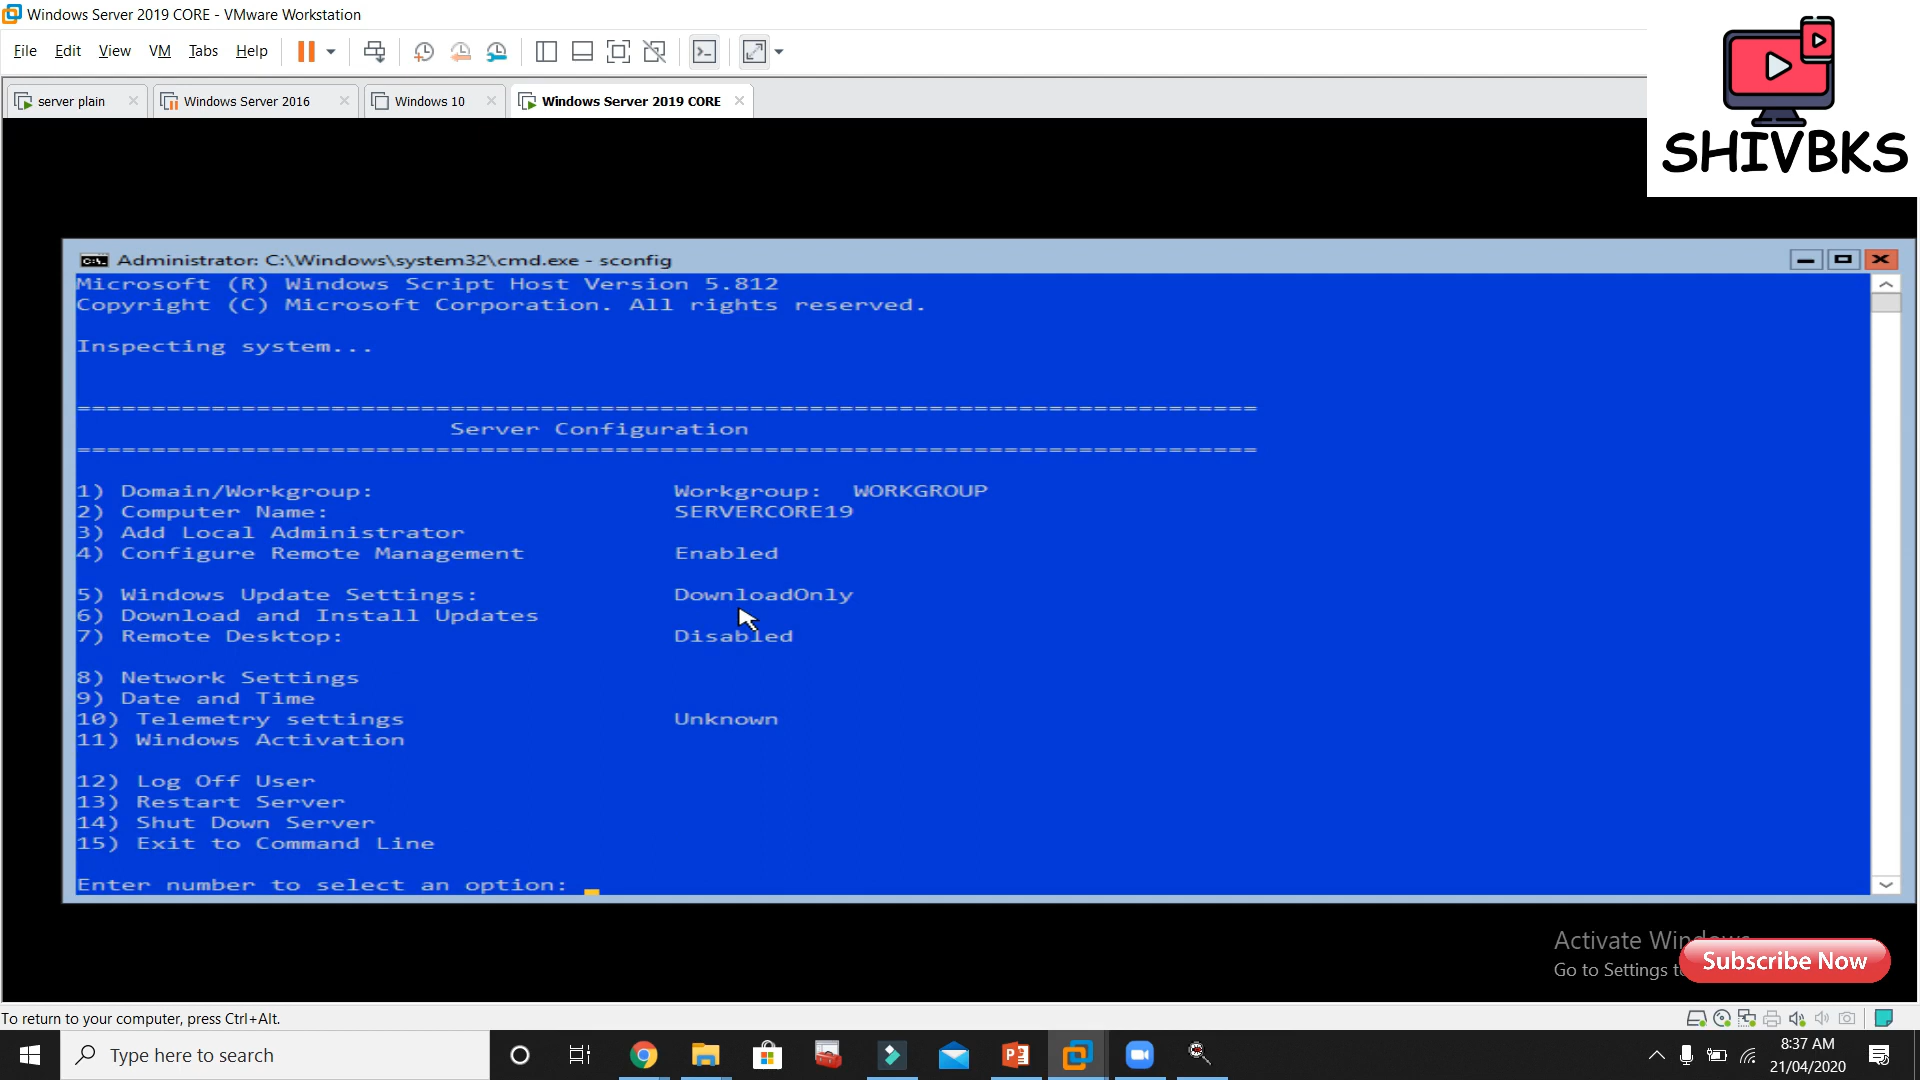 Windows Server 2019 CORE - VMware Workstation
File Edit View VM Tabs Help
SHIVBKS
server plain Windows Server 2016 Windows 10 Windows Server 2019 CORE
Administrator: C:\Windows\system32\cmd.exe - sconfig
Microsoft (R) Windows Script Host Version 5.812
Copyright (C) Microsoft Corporation. All rights reserved.
Inspecting system...
===============================================================================
Server Configuration
===============================================================================
1) Domain/Workgroup: Workgroup: WORKGROUP
2) Computer Name: SERVERCORE19
3) Add Local Administrator
4) Configure Remote Management Enabled
5) Windows Update Settings: DownloadOnly
6) Download and Install Updates
7) Remote Desktop: Disabled
8) Network Settings
9) Date and Time
10) Telemetry settings Unknown
11) Windows Activation
12) Log Off User
13) Restart Server
14) Shut Down Server
15) Exit to Command Line
Enter number to select an option:
Activate Windows
Go to Settings t
Subscribe Now
To return to your computer, press Ctrl+Alt.
Type here to search
8:37 AM
21/04/2020